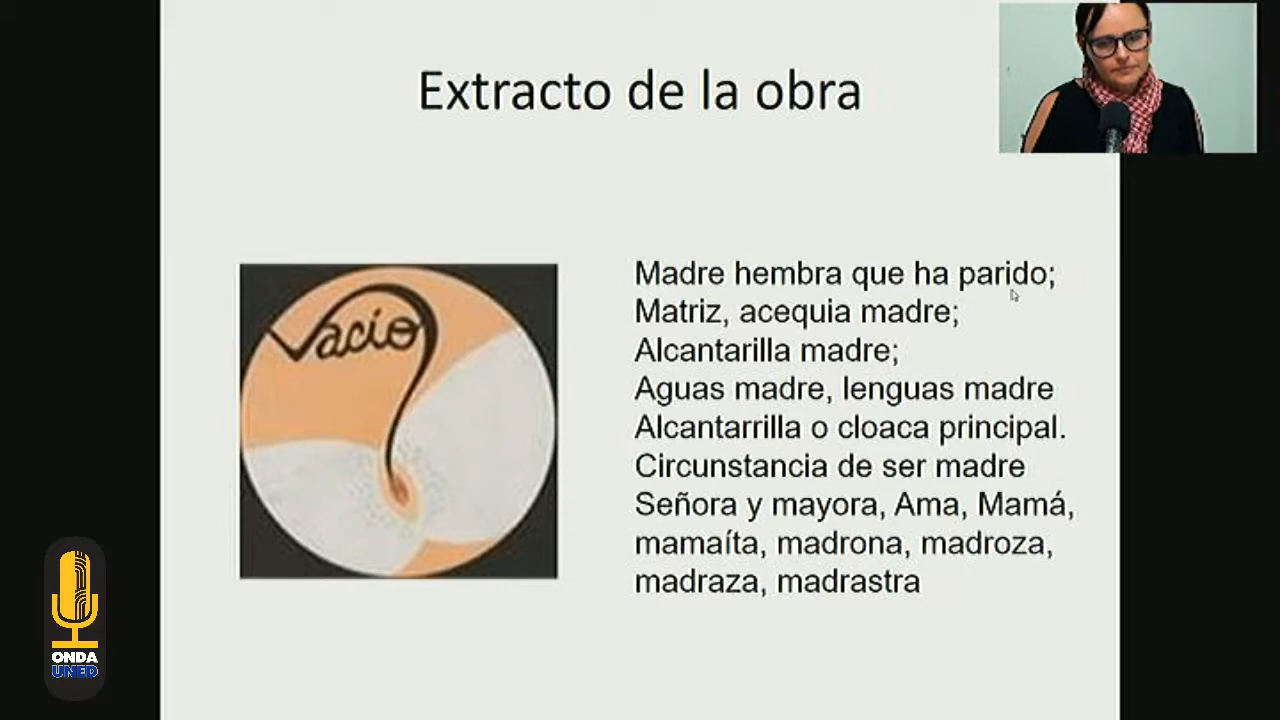 Extracto de la obra
Vacío
Madre hembra que ha parido;
Matriz, acequia madre;
Alcantarilla madre;
Aguas madre, lenguas madre
Alcantarrilla o cloaca principal.
Circunstancia de ser madre
Señora y mayora, Ama, Mamá,
mamaíta, madrona, madroza,
madraza, madrastra
ONDA
UNED